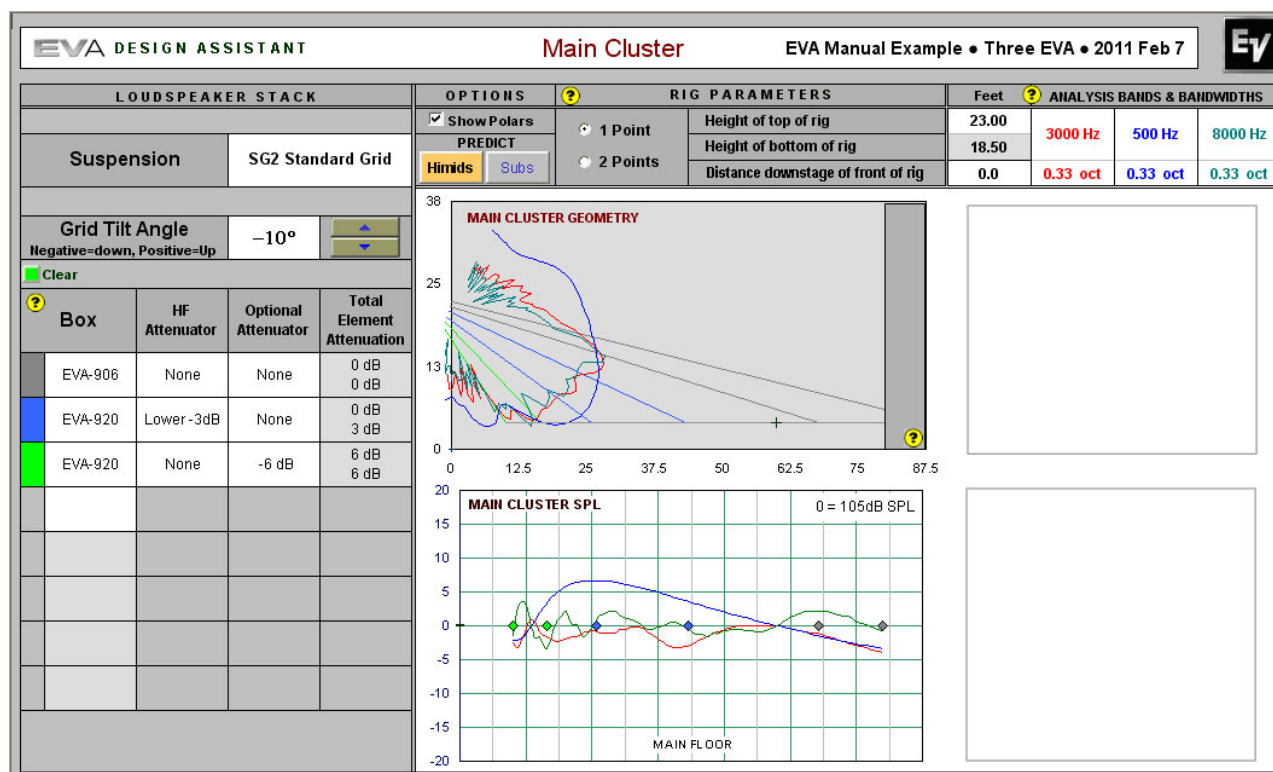 EVA DESIGN ASSISTANT
Main Cluster
EVA Manual Example • Three EVA • 2011 Feb 7
EV
LOUDSPEAKER STACK
Suspension
SG2 Standard Grid
Grid Tilt Angle
Negative=down, Positive=Up
−10°
Clear
? Box
HF Attenuator
Optional Attenuator
Total Element Attenuation
EVA-906 None None 0 dB
0 dB
EVA-920 Lower -3dB None 0 dB
3 dB
EVA-920 None -6 dB 6 dB
6 dB
OPTIONS
Show Polars
PREDICT
Himids Subs
? RIG PARAMETERS
1 Point
2 Points
Height of top of rig
Height of bottom of rig
Distance downstage of front of rig
Feet
23.00
18.50
0.0
? ANALYSIS BANDS & BANDWIDTHS
3000 Hz 500 Hz 8000 Hz
0.33 oct 0.33 oct 0.33 oct
MAIN CLUSTER GEOMETRY
38
25
13
0
?
0 12.5 25 37.5 50 62.5 75 87.5
MAIN CLUSTER SPL
0 = 105dB SPL
20
15
10
5
0
-5
-10
-15
-20
MAIN FLOOR